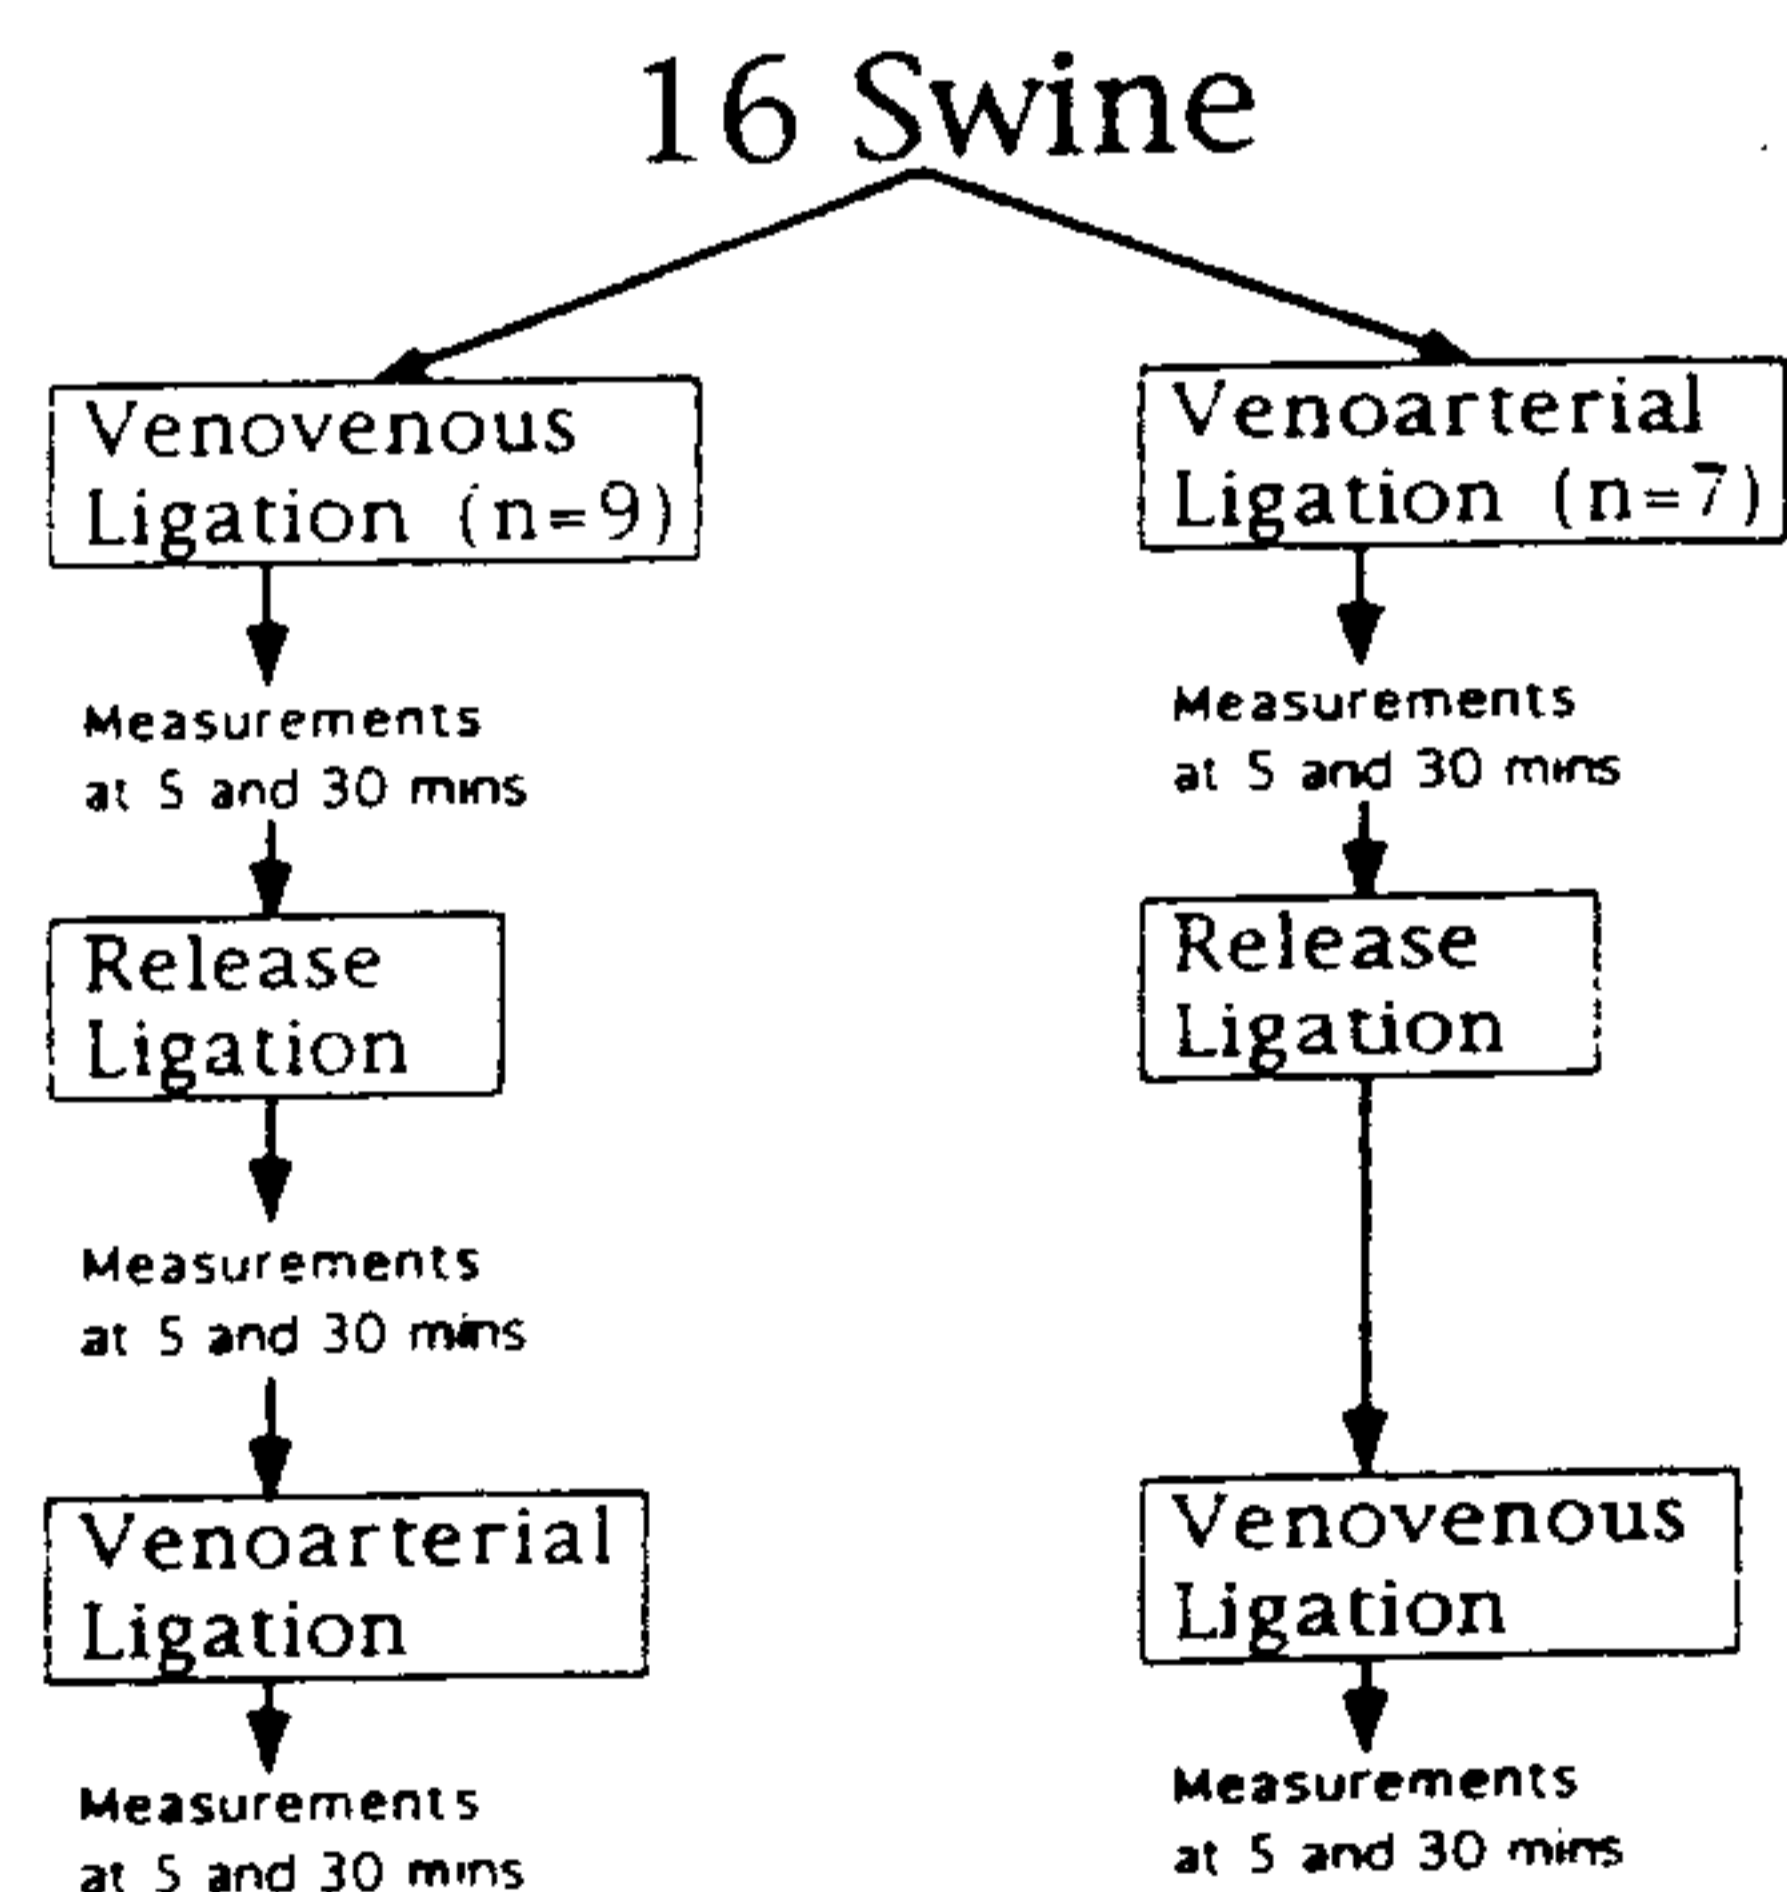 16 Swine
Venovenous
Ligation (n=9)
Measurements
at 5 and 30 mins
Release
Ligation
Measurements
at 5 and 30 mins
Venoarterial
Ligation
Measurements
at 5 and 30 mins
Venoarterial
Ligation (n=7)
Measurements
at 5 and 30 mins
Release
Ligation
Venovenous
Ligation
Measurements
at 5 and 30 mins